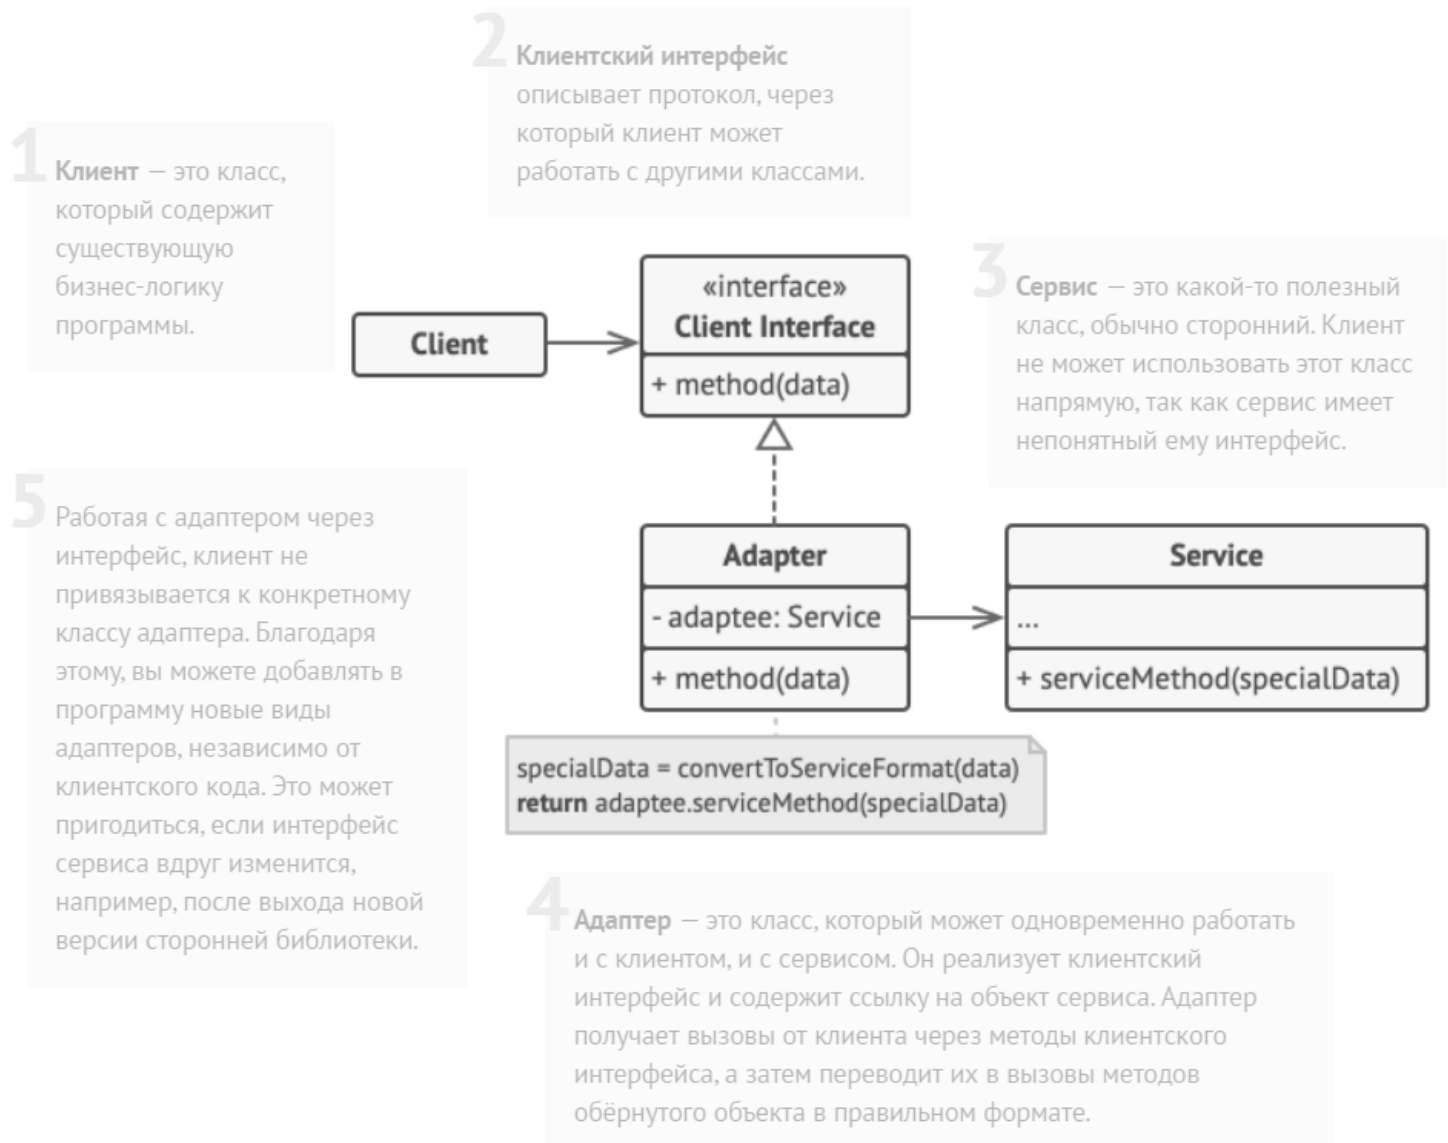 1
Клиент — это класс,
который содержит
существующую
бизнес-логику
программы.
2
Клиентский интерфейс
описывает протокол, через
который клиент может
работать с другими классами.
Client
«interface»
Client Interface
+ method(data)
3
Сервис — это какой-то полезный
класс, обычно сторонний. Клиент
не может использовать этот класс
напрямую, так как сервис имеет
непонятный ему интерфейс.
Adapter
- adaptee: Service
+ method(data)
Service
...
+ serviceMethod(specialData)
specialData = convertToServiceFormat(data)
return adaptee.serviceMethod(specialData)
4
Адаптер — это класс, который может одновременно работать
и с клиентом, и с сервисом. Он реализует клиентский
интерфейс и содержит ссылку на объект сервиса. Адаптер
получает вызовы от клиента через методы клиентского
интерфейса, а затем переводит их в вызовы методов
обёрнутого объекта в правильном формате.
5
Работая с адаптером через
интерфейс, клиент не
привязывается к конкретному
классу адаптера. Благодаря
этому, вы можете добавлять в
программу новые виды
адаптеров, независимо от
клиентского кода. Это может
пригодиться, если интерфейс
сервиса вдруг изменится,
например, после выхода новой
версии сторонней библиотеки.